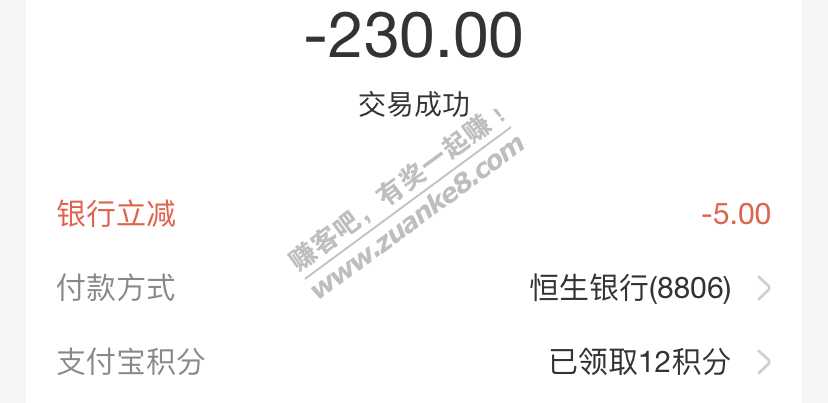 -230.00
交易成功
银行立减 -5.00
付款方式 恒生银行(8806)
支付宝积分 已领取12积分
赚客吧，有奖一起赚！
www.zuanke8.com